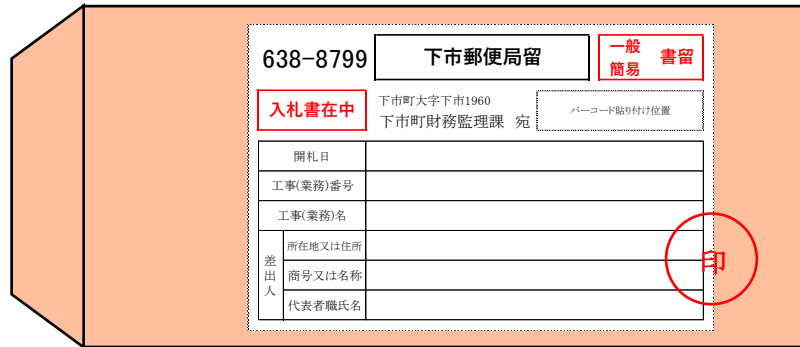 638-8799
下市郵便局留
一般 書留
簡易
入札書在中
下市町大字下市1960
下市町財務監理課 宛
バーコード貼り付け位置
開札日
工事(業務)番号
工事(業務)名
差出人
所在地又は住所
商号又は名称
代表者職氏名
印